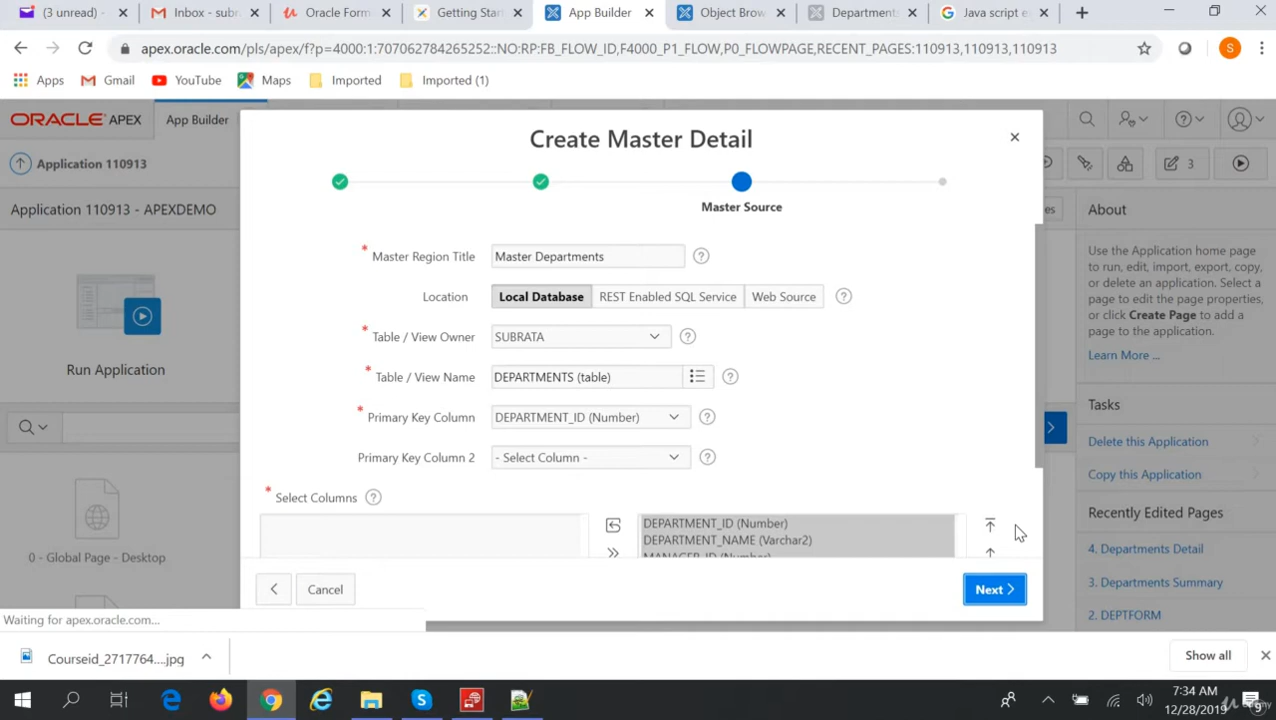 (3 unread) -
Inbox - subr
Oracle Form
Getting Star
App Builder
Object Brow
Department
Java script e
apex.oracle.com/pls/apex/f?p=4000:1:707062784265252::NO:RP:FB_FLOW_ID,F4000_P1_FLOW,P0_FLOWPAGE,RECENT_PAGES:110913,110913,110913
S
Apps
Gmail
YouTube
Maps
Imported
Imported (1)
ORACLE APEX
App Builder
Application 110913
3
Application 110913 - APEXDEMO
Run Application
0 - Global Page - Desktop
Create Master Detail
Master Source
* Master Region Title
Master Departments
Location
Local Database
REST Enabled SQL Service
Web Source
* Table / View Owner
SUBRATA
* Table / View Name
DEPARTMENTS (table)
* Primary Key Column
DEPARTMENT_ID (Number)
Primary Key Column 2
- Select Column -
* Select Columns
DEPARTMENT_ID (Number)
DEPARTMENT_NAME (Varchar2)
MANAGER_ID (Number)
Cancel
Next
es
About
Use the Application home page
to run, edit, import, export, copy,
or delete an application. Select a
page to edit the page properties,
or click Create Page to add a
page to the application.
Learn More ...
Tasks
Delete this Application
Copy this Application
Recently Edited Pages
4. Departments Detail
3. Departments Summary
2. DEPTFORM
Waiting for apex.oracle.com...
Courseid_2717764....jpg
Show all
7:34 AM
12/28/2019